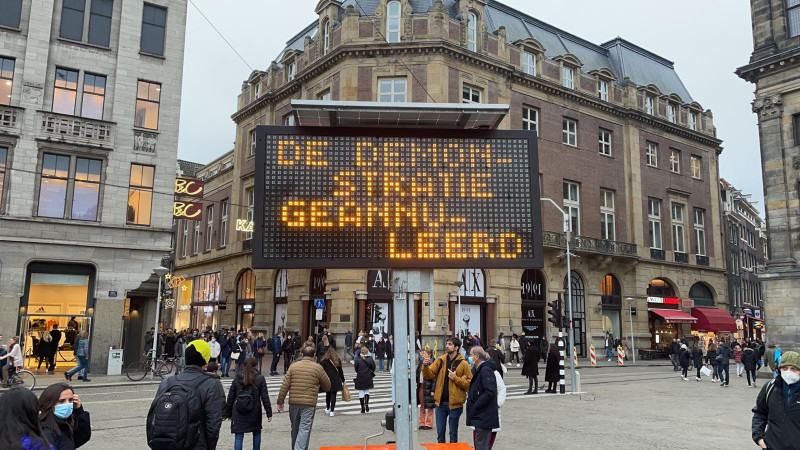 DE DEMON-
STRATIE
GEANNU-
LEERD